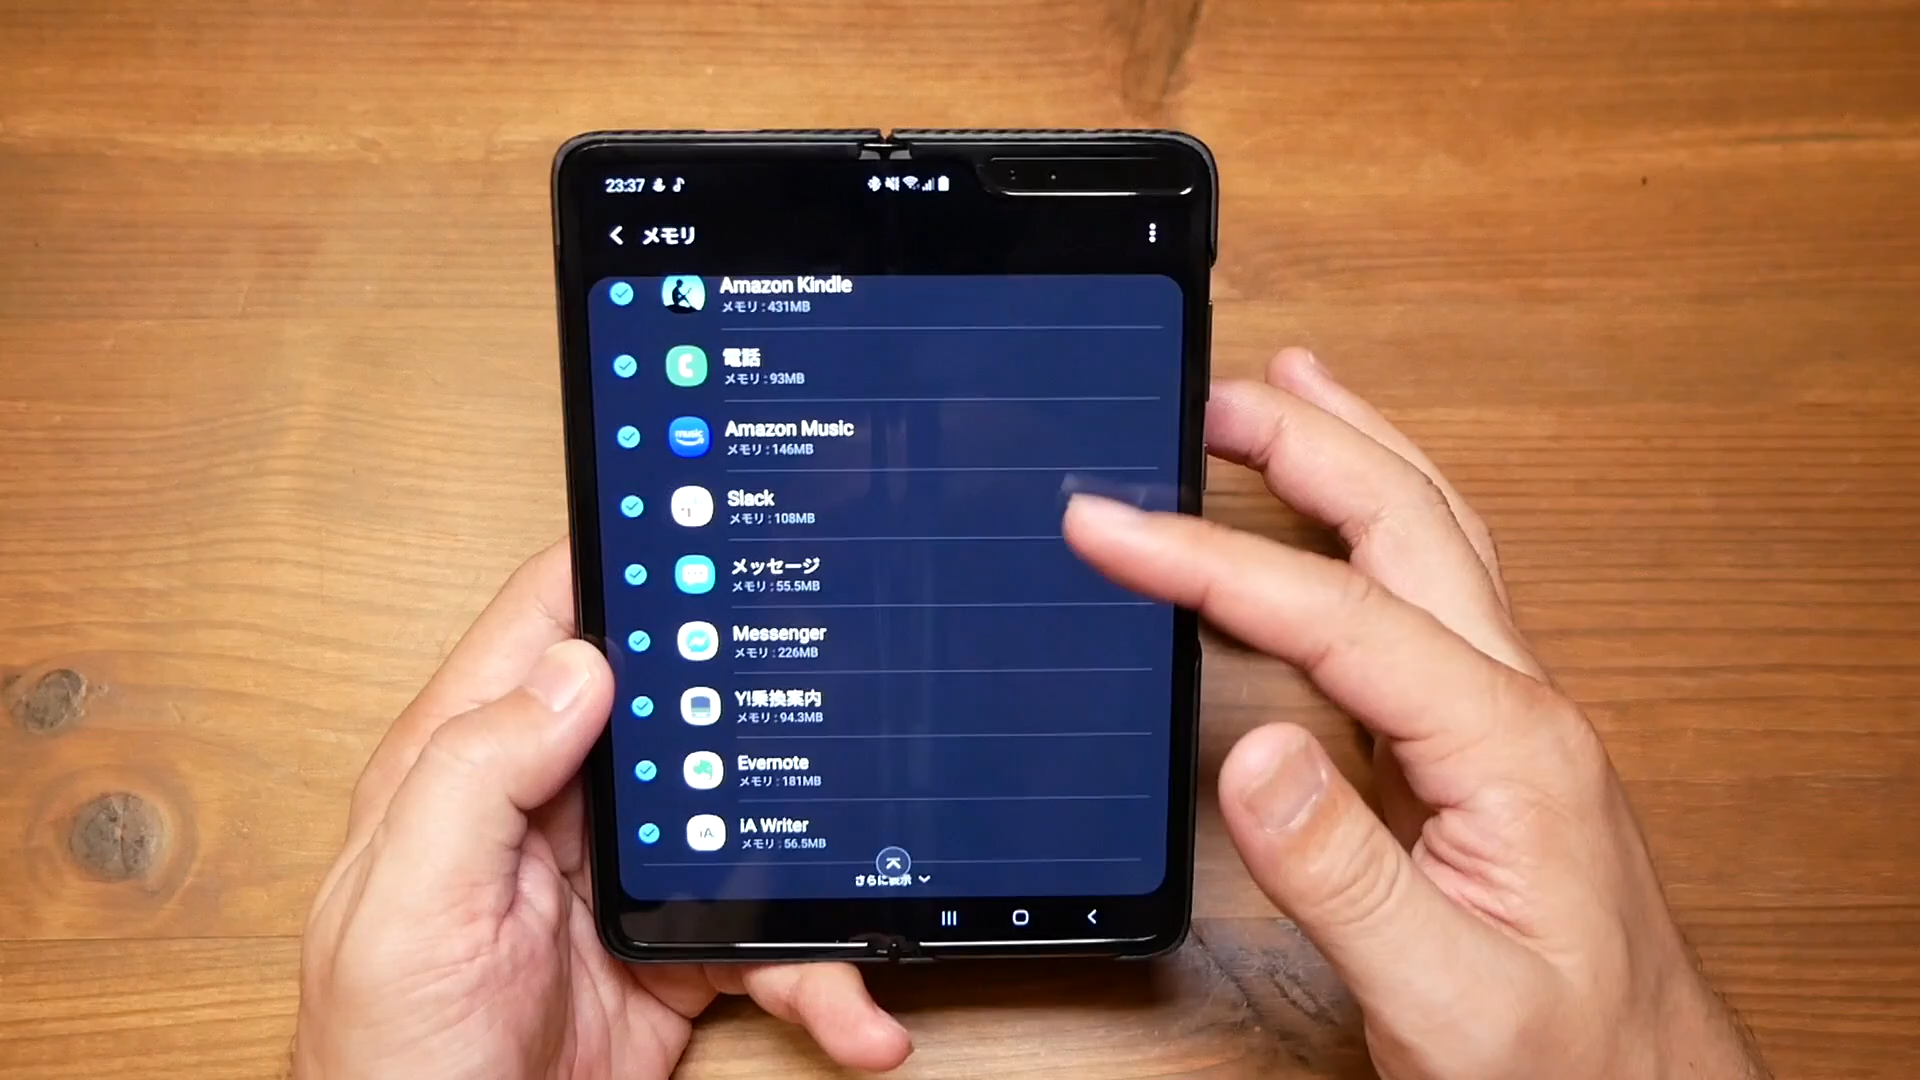 23:37
メモリ
Amazon Kindle
メモリ : 431MB
電話
メモリ : 93MB
music
Amazon Music
メモリ : 146MB
Slack
メモリ : 108MB
メッセージ
メモリ : 55.5MB
Messenger
メモリ : 226MB
Y!乗換案内
メモリ : 94.3MB
Evernote
メモリ : 181MB
iA
iA Writer
メモリ : 56.5MB
さらに表示